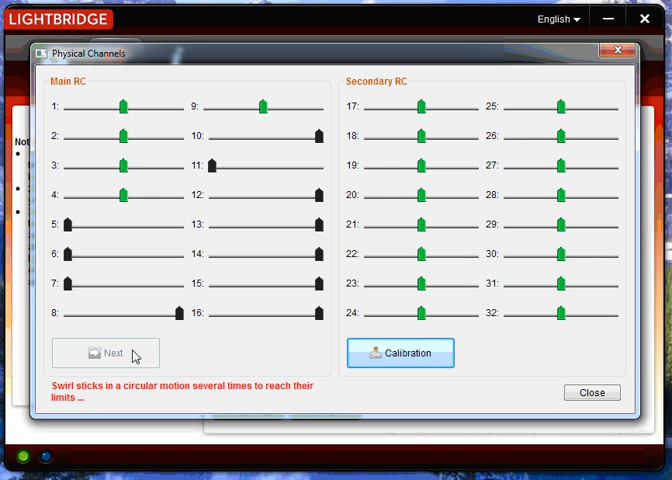 LIGHTBRIDGE
English
Physical Channels
Main RC
Secondary RC
1:
9:
17:
25:
2:
10:
18:
26:
3:
11:
19:
27:
4:
12:
20:
28:
5:
13:
21:
29:
6:
14:
22:
30:
7:
15:
23:
31:
8:
16:
24:
32:
Next
Calibration
Swirl sticks in a circular motion several times to reach their
limits ...
Close
Not